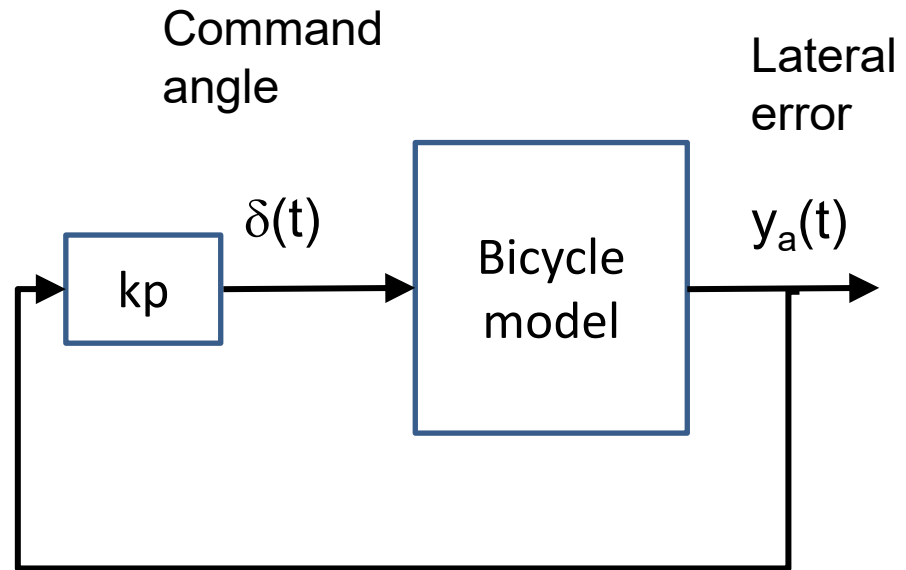 Command
angle
Lateral
error
δ(t)
yₐ(t)
kp
Bicycle
model